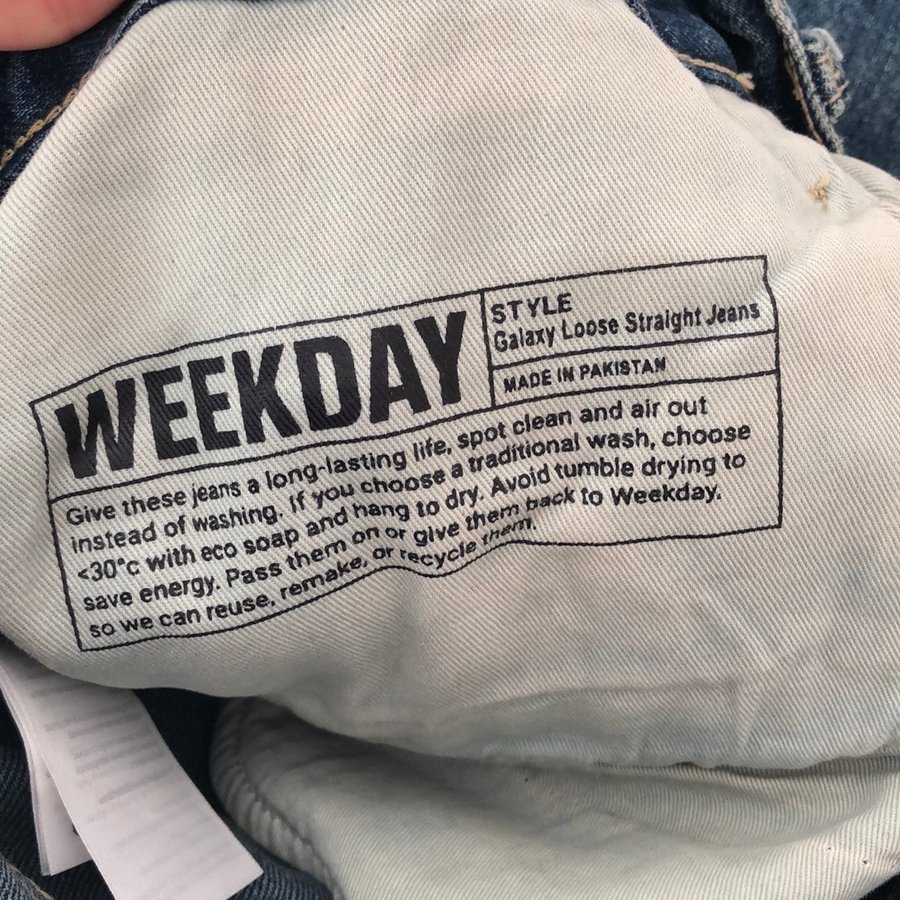 WEEKDAY
STYLE
Galaxy Loose Straight Jeans
MADE IN PAKISTAN
Give these jeans a long-lasting life, spot clean and air out
instead of washing. If you choose a traditional wash, choose
<30°c with eco soap and hang to dry. Avoid tumble drying to
save energy. Pass them on or give them back to Weekday,
so we can reuse, remake, or recycle them.